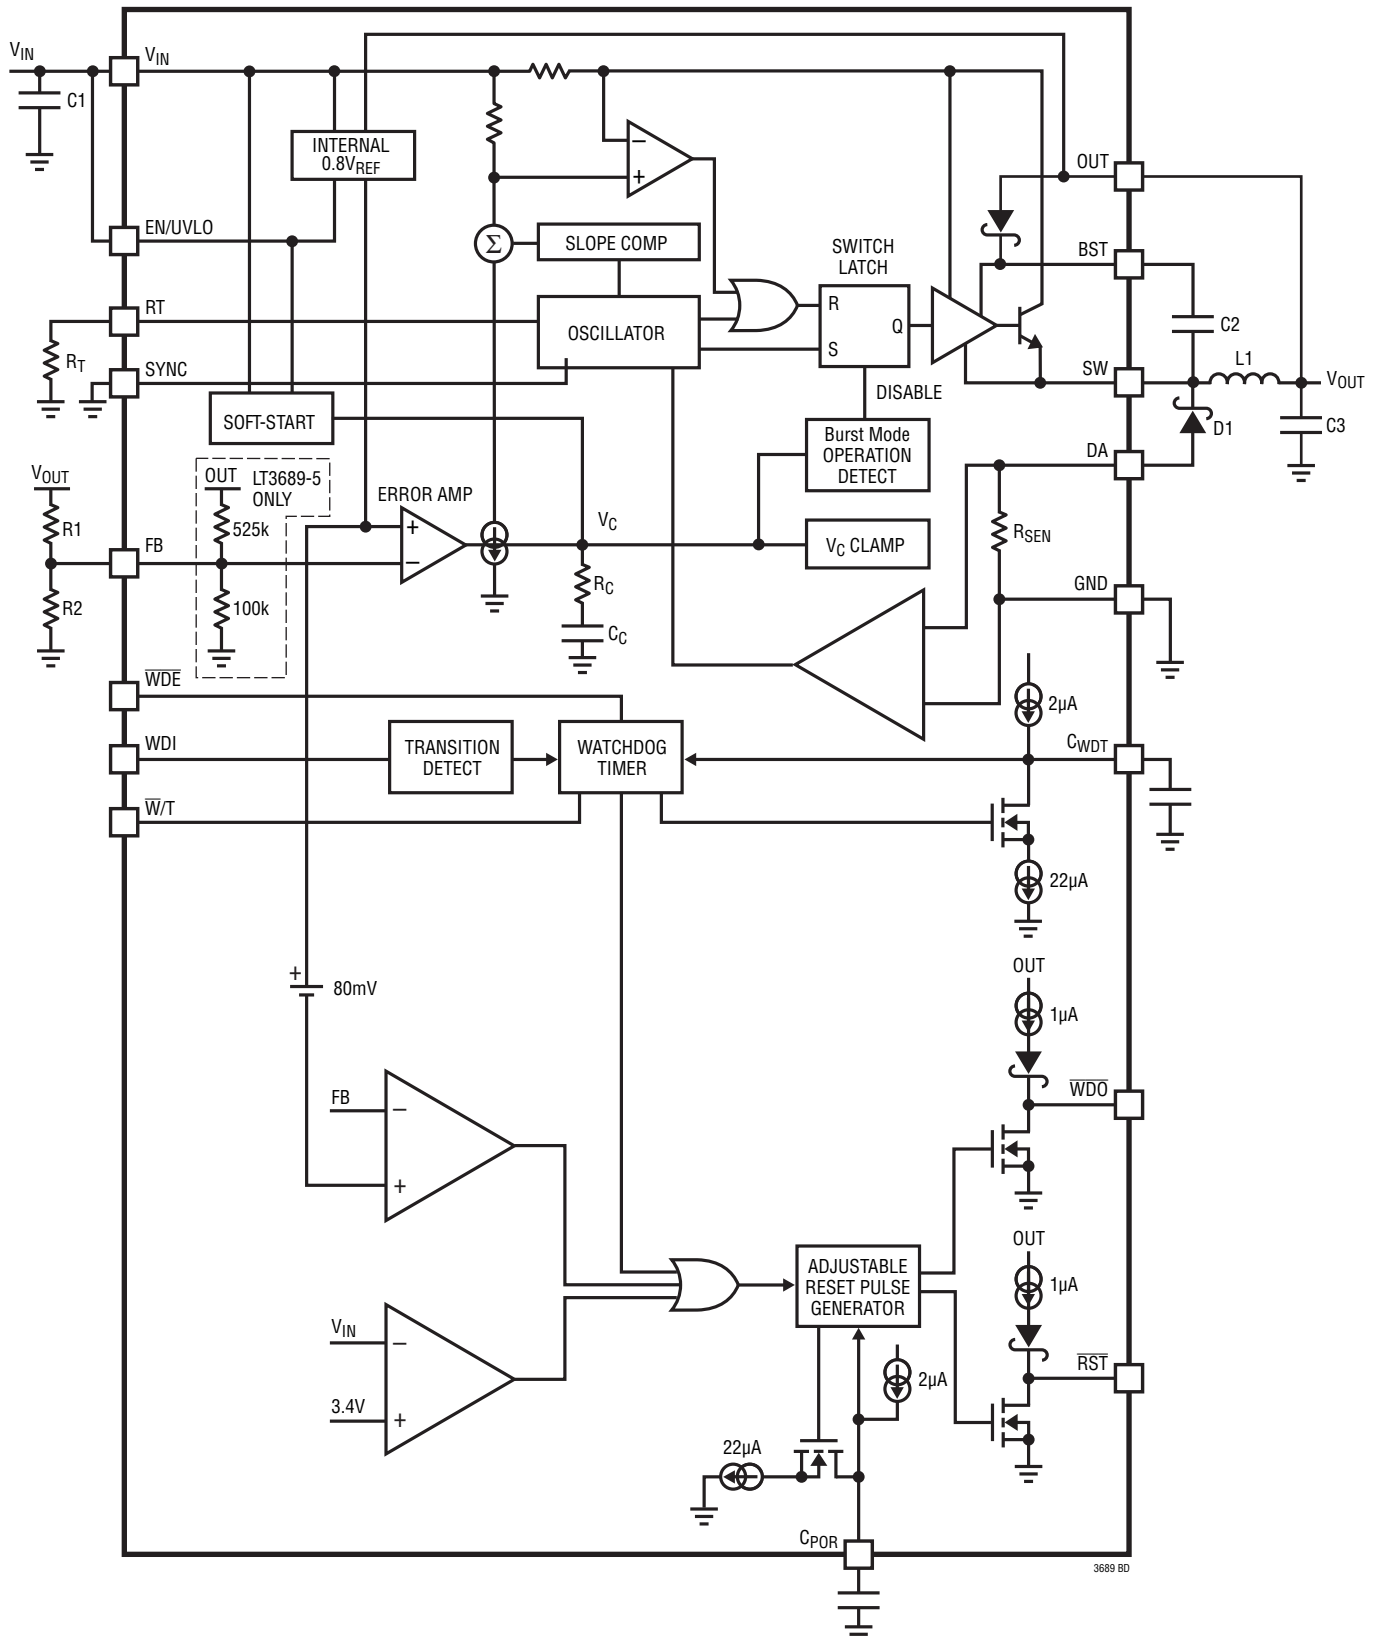 VIN
VIN
C1
INTERNAL
0.8VREF
−
+
OUT
EN/UVLO
Σ
SLOPE COMP
SWITCH
LATCH
BST
RT
OSCILLATOR
R
Q
S
C2
RT
SYNC
SW
L1
VOUT
DISABLE
SOFT-START
D1
C3
Burst Mode
OPERATION
DETECT
DA
VOUT
OUT
LT3689-5
ONLY
ERROR AMP
R1
525k
+
−
VC
VC CLAMP
RSEN
FB
R2
100k
RC
CC
GND
WDE
2µA
WDI
TRANSITION
DETECT
WATCHDOG
TIMER
CWDT
W/T
22µA
OUT
+
80mV
1µA
FB
−
+
WDO
OUT
ADJUSTABLE
RESET PULSE
GENERATOR
1µA
VIN
−
3.4V
+
2µA
RST
22µA
CPOR
3689 BD